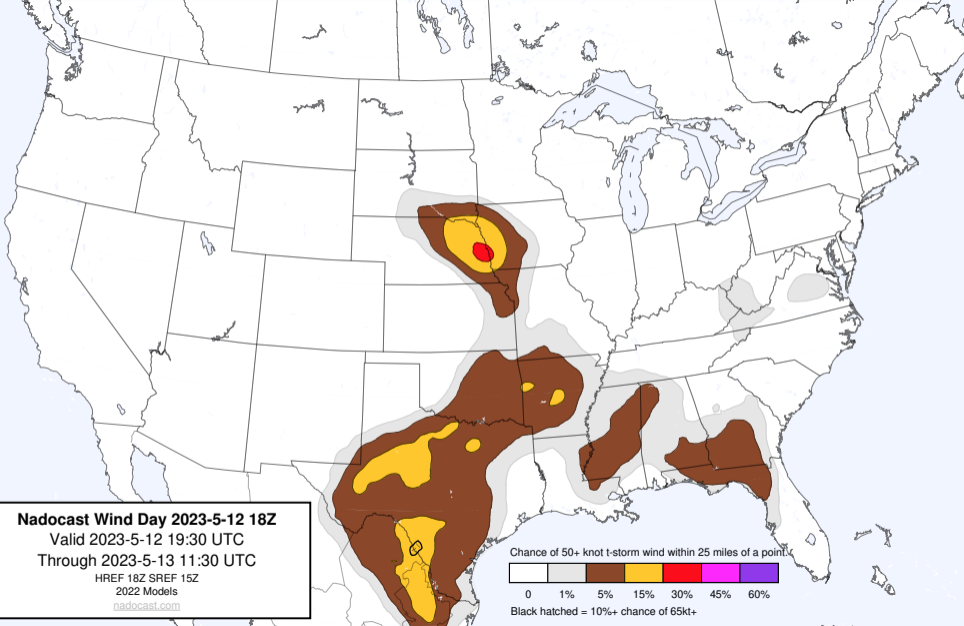 Nadocast Wind Day 2023-5-12 18Z
Valid 2023-5-12 19:30 UTC
Through 2023-5-13 11:30 UTC
HREF 18Z SREF 15Z
2022 Models
nadocast.com
Chance of 50+ knot t-storm wind within 25 miles of a point.
0 1% 5% 15% 30% 45% 60%
Black hatched = 10%+ chance of 65kt+